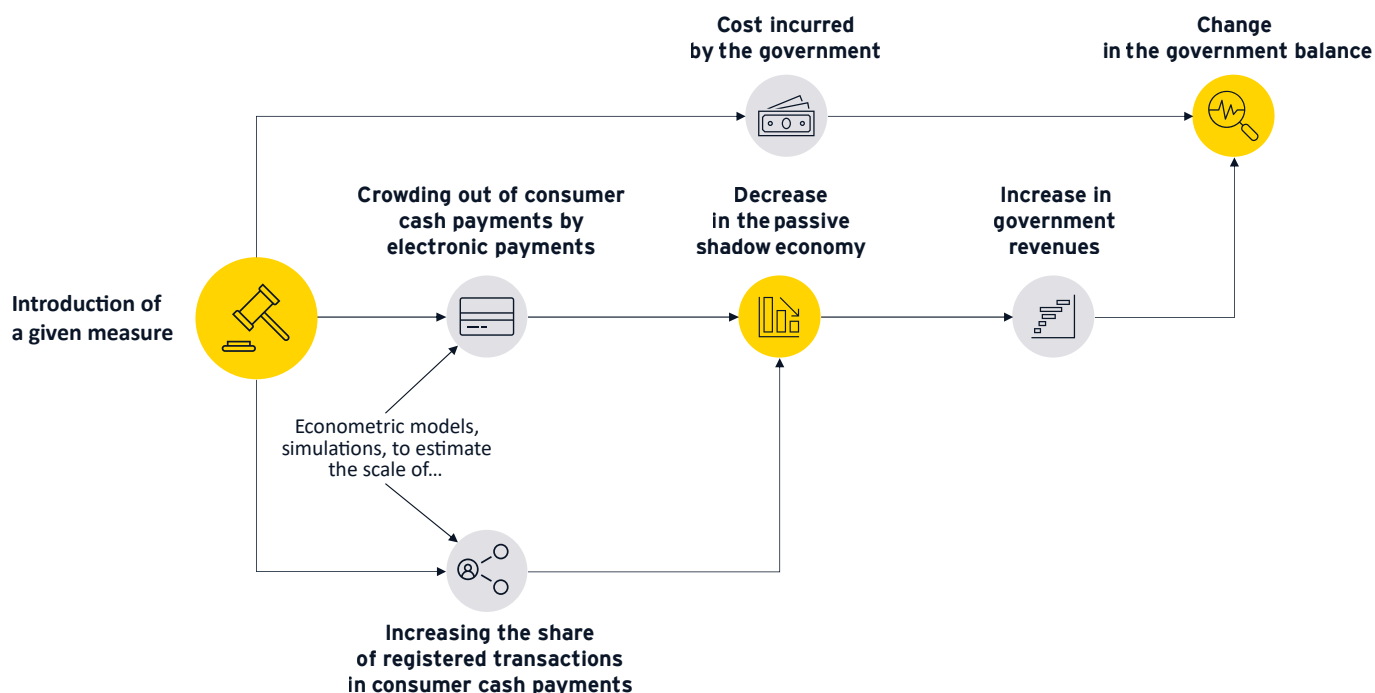 Cost incurred
by the government
Change
in the government balance
Crowding out of consumer
cash payments by
electronic payments
Decrease
in the passive
shadow economy
Increase in
government
revenues
Introduction of
a given measure
Econometric models,
simulations, to estimate
the scale of...
Increasing the share
of registered transactions
in consumer cash payments